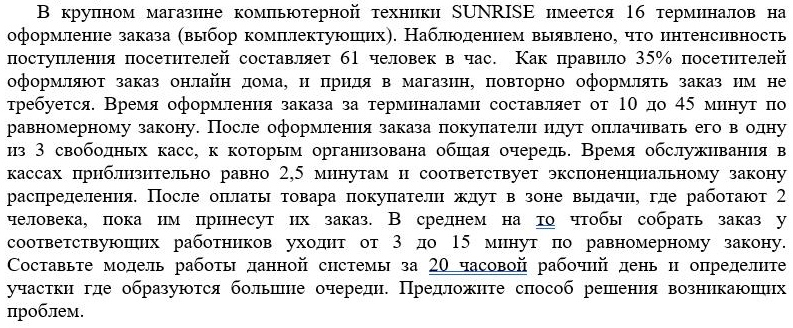 В крупном магазине компьютерной техники SUNRISE имеется 16 терминалов на
оформление заказа (выбор комплектующих). Наблюдением выявлено, что интенсивность
поступления посетителей составляет 61 человек в час. Как правило 35% посетителей
оформляют заказ онлайн дома, и придя в магазин, повторно оформлять заказ им не
требуется. Время оформления заказа за терминалами составляет от 10 до 45 минут по
равномерному закону. После оформления заказа покупатели идут оплачивать его в одну
из 3 свободных касс, к которым организована общая очередь. Время обслуживания в
кассах приблизительно равно 2,5 минутам и соответствует экспоненциальному закону
распределения. После оплаты товара покупатели ждут в зоне выдачи, где работают 2
человека, пока им принесут их заказ. В среднем на то чтобы собрать заказ у
соответствующих работников уходит от 3 до 15 минут по равномерному закону.
Составьте модель работы данной системы за 20 часовой рабочий день и определите
участки где образуются большие очереди. Предложите способ решения возникающих
проблем.